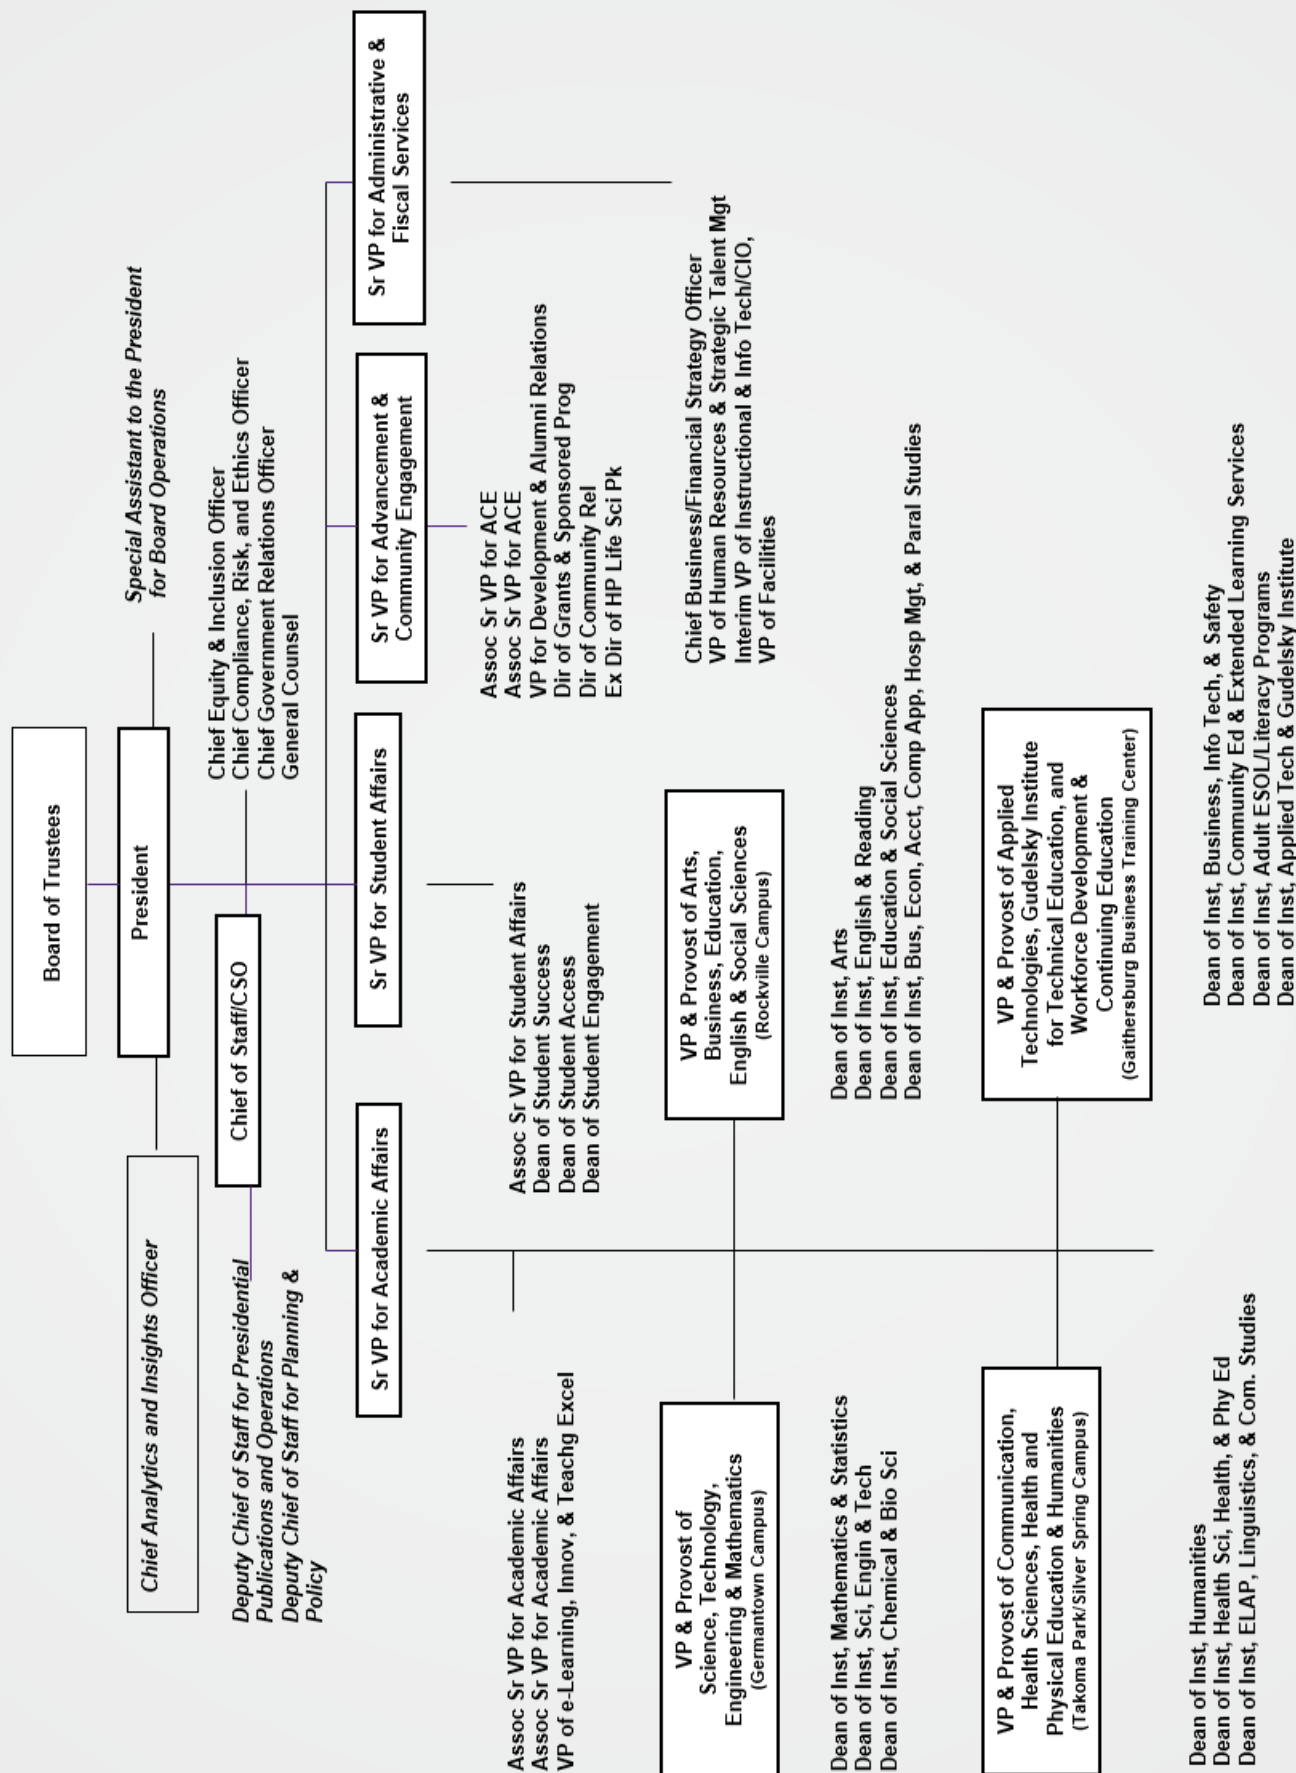 Board of Trustees
President
Special Assistant to the President
for Board Operations
Chief Analytics and Insights Officer
Chief of Staff/CSO
Chief Equity & Inclusion Officer
Chief Compliance, Risk, and Ethics Officer
Chief Government Relations Officer
General Counsel
Deputy Chief of Staff for Presidential
Publications and Operations
Deputy Chief of Staff for Planning &
Policy
Sr VP for Academic Affairs
Sr VP for Student Affairs
Sr VP for Advancement &
Community Engagement
Sr VP for Administrative &
Fiscal Services
Assoc Sr VP for Academic Affairs
Assoc Sr VP for Academic Affairs
VP of e-Learning, Innov, & Teachg Excel
Assoc Sr VP for Student Affairs
Dean of Student Success
Dean of Student Access
Dean of Student Engagement
Assoc Sr VP for ACE
Assoc Sr VP for ACE
VP for Development & Alumni Relations
Dir of Grants & Sponsored Prog
Dir of Community Rel
Ex Dir of HP Life Sci Pk
Chief Business/Financial Strategy Officer
VP of Human Resources & Strategic Talent Mgt
Interim VP of Instructional & Info Tech/CIO,
VP of Facilities
VP & Provost of
Science, Technology,
Engineering & Mathematics
(Germantown Campus)
VP & Provost of Arts,
Business, Education,
English & Social Sciences
(Rockville Campus)
Dean of Inst, Mathematics & Statistics
Dean of Inst, Sci, Engin & Tech
Dean of Inst, Chemical & Bio Sci
Dean of Inst, Arts
Dean of Inst, English & Reading
Dean of Inst, Education & Social Sciences
Dean of Inst, Bus, Econ, Acct, Comp App, Hosp Mgt, & Paral Studies
VP & Provost of Communication,
Health Sciences, Health and
Physical Education & Humanities
(Takoma Park/Silver Spring Campus)
VP & Provost of Applied
Technologies, Gudelsky Institute
for Technical Education, and
Workforce Development &
Continuing Education
(Gaithersburg Business Training Center)
Dean of Inst, Humanities
Dean of Inst, Health Sci, Health, & Phy Ed
Dean of Inst, ELAP, Linguistics, & Com. Studies
Dean of Inst, Business, Info Tech, & Safety
Dean of Inst, Community Ed & Extended Learning Services
Dean of Inst, Adult ESOL/Literacy Programs
Dean of Inst, Applied Tech & Gudelsky Institute